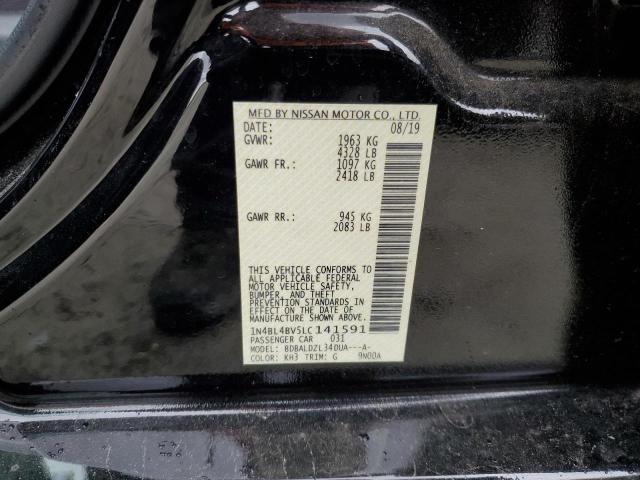 MFD BY NISSAN MOTOR CO., LTD.
DATE: 08/19
GVWR: 1963 KG
4328 LB
GAWR FR.: 1097 KG
2418 LB
GAWR RR.: 945 KG
2083 LB
THIS VEHICLE CONFORMS TO
ALL APPLICABLE FEDERAL
MOTOR VEHICLE SAFETY,
BUMPER, AND THEFT
PREVENTION STANDARDS IN
EFFECT ON THE DATE OF
MANUFACTURE SHOWN ABOVE.
1N4BL4BV5LC141591
PASSENGER CAR 031
MODEL: BDBALDZL340UA---A-
COLOR: KH3 TRIM: G 9N00A